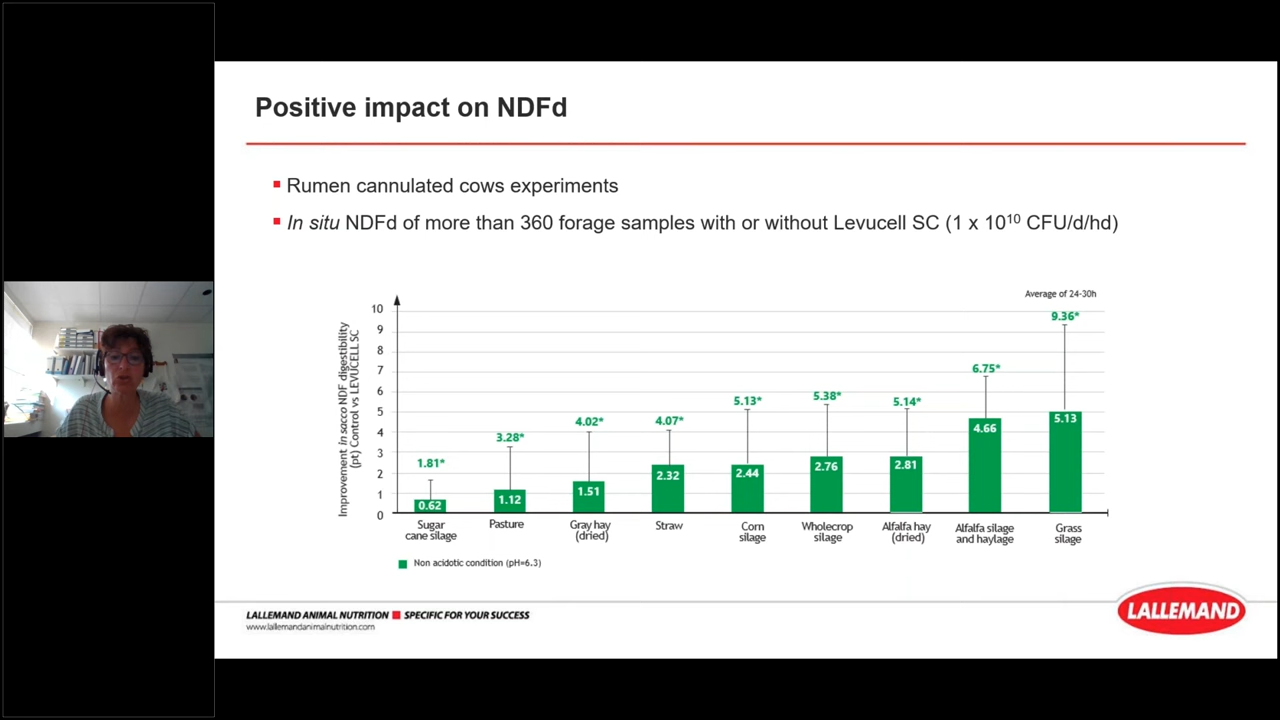 Positive impact on NDFd
Rumen cannulated cows experiments
In situ NDFd of more than 360 forage samples with or without Levucell SC (1 x 10¹⁰ CFU/d/hd)
Average of 24-30h
Improvement in sacco NDF digestibility
(pt) Control vs LEVUCELL SC
10
9
8
7
6
5
4
3
2
1
0
1.81*
3.28*
4.02*
4.07*
5.13*
5.38*
5.14*
6.75*
9.36*
0.62
1.12
1.51
2.32
2.44
2.76
2.81
4.66
5.13
Sugar
cane silage
Pasture
Gray hay
(dried)
Straw
Corn
silage
Wholecrop
silage
Alfalfa hay
(dried)
Alfalfa silage
and haylage
Grass
silage
Non acidotic condition (pH=6.3)
LALLEMAND ANIMAL NUTRITION SPECIFIC FOR YOUR SUCCESS
www.lallemandanimalnutrition.com
LALLEMAND